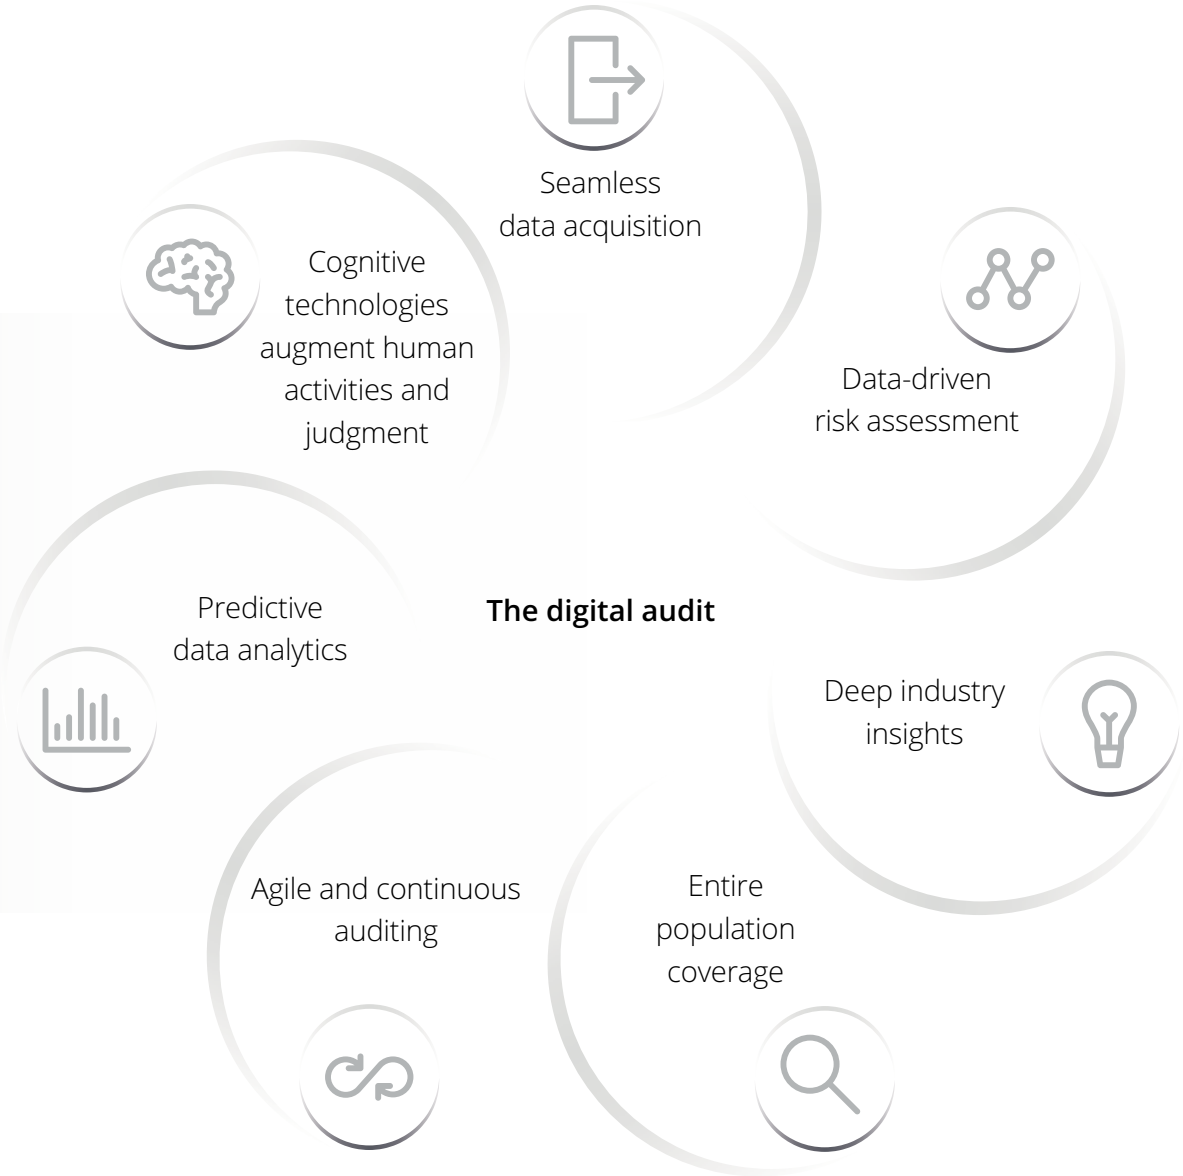 Seamless
data acquisition
Data-driven
risk assessment
Deep industry
insights
Entire
population
coverage
Agile and continuous
auditing
Predictive
data analytics
Cognitive
technologies
augment human
activities and
judgment
The digital audit